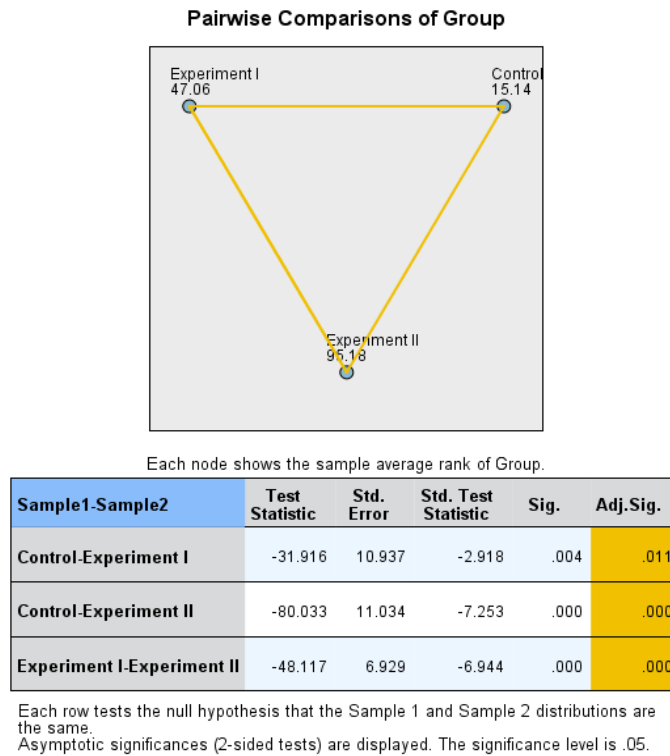 Pairwise Comparisons of Group
Experiment I
47.06
Control
15.14
Experiment II
95.18
Each node shows the sample average rank of Group.
Sample1-Sample2 Test Statistic Std. Error Std. Test Statistic Sig. Adj.Sig.
Control-Experiment I -31.916 10.937 -2.918 .004 .011
Control-Experiment II -80.033 11.034 -7.253 .000 .000
Experiment I-Experiment II -48.117 6.929 -6.944 .000 .000
Each row tests the null hypothesis that the Sample 1 and Sample 2 distributions are
the same.
Asymptotic significances (2-sided tests) are displayed. The significance level is .05.